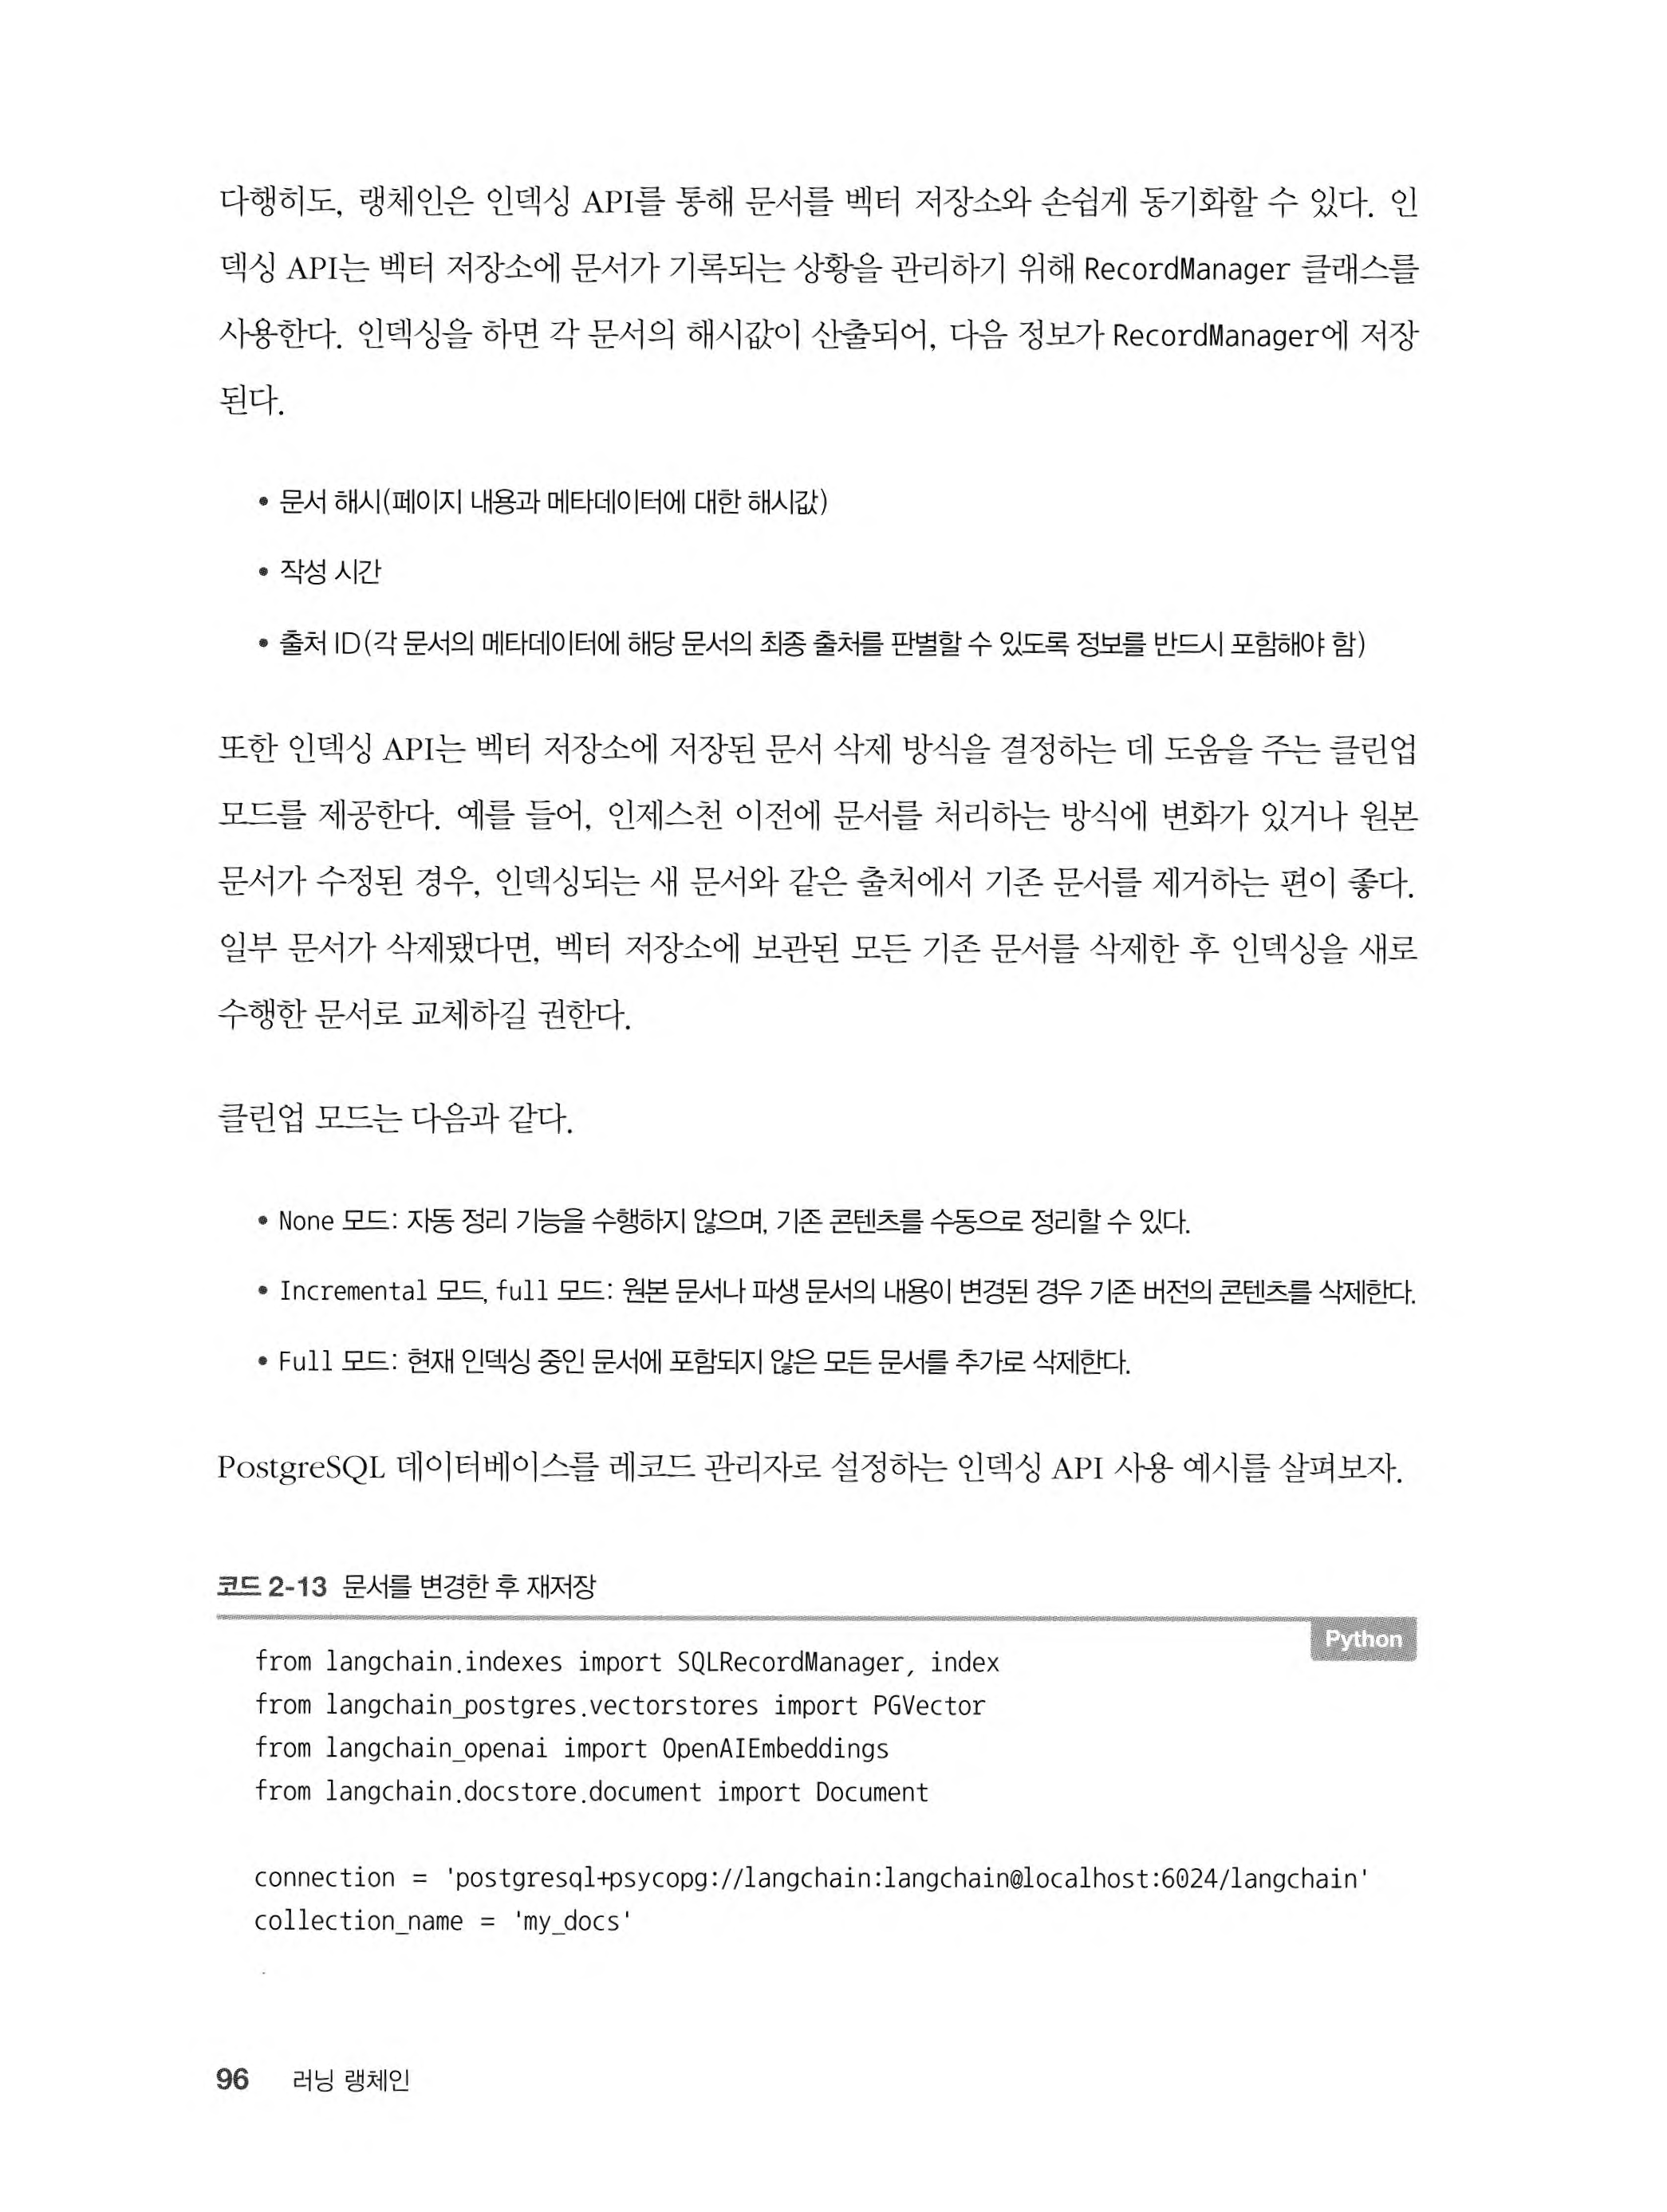 다행히도, 랭체인은 인덱싱 API를 통해 문서를 벡터 저장소와 손쉽게 동기화할 수 있다. 인
덱싱 API는 벡터 저장소에 문서가 기록되는 상황을 관리하기 위해 RecordManager 클래스를
사용한다. 인덱싱을 하면 각 문서의 해시값이 산출되어, 다음 정보가 RecordManager에 저장
된다.
• 문서 해시(페이지 내용과 메타데이터에 대한 해시값)
• 작성 시간
• 출처 ID(각 문서의 메타데이터에 해당 문서의 최종 출처를 판별할 수 있도록 정보를 반드시 포함해야 함)
또한 인덱싱 API는 벡터 저장소에 저장된 문서 삭제 방식을 결정하는 데 도움을 주는 클린업
모드를 제공한다. 예를 들어, 인제스천 이전에 문서를 처리하는 방식에 변화가 있거나 원본
문서가 수정된 경우, 인덱싱되는 새 문서와 같은 출처에서 기존 문서를 제거하는 편이 좋다.
일부 문서가 삭제됐다면, 벡터 저장소에 보관된 모든 기존 문서를 삭제한 후 인덱싱을 새로
수행한 문서로 교체하길 권한다.
클린업 모드는 다음과 같다.
• None 모드: 자동 정리 기능을 수행하지 않으며, 기존 콘텐츠를 수동으로 정리할 수 있다.
• Incremental 모드, full 모드: 원본 문서나 파생 문서의 내용이 변경된 경우 기존 버전의 콘텐츠를 삭제한다.
• Full 모드: 현재 인덱싱 중인 문서에 포함되지 않은 모든 문서를 추가로 삭제한다.
PostgreSQL 데이터베이스를 레코드 관리자로 설정하는 인덱싱 API 사용 예시를 살펴보자.
코드 2-13 문서를 변경한 후 재저장
Python
from langchain.indexes import SQLRecordManager, index
from langchain_postgres.vectorstores import PGVector
from langchain_openai import OpenAIEmbeddings
from langchain.docstore.document import Document
connection = 'postgresql+psycopg://langchain:langchain@localhost:6024/langchain'
collection_name = 'my_docs'
96 러닝 랭체인